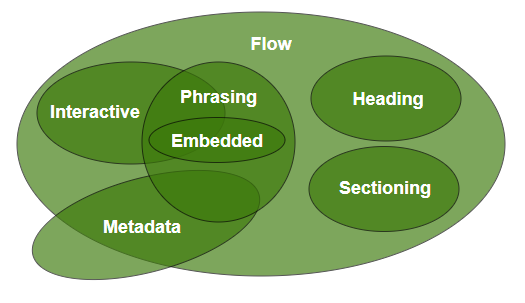 Flow
Phrasing
Interactive
Heading
Embedded
Sectioning
Metadata